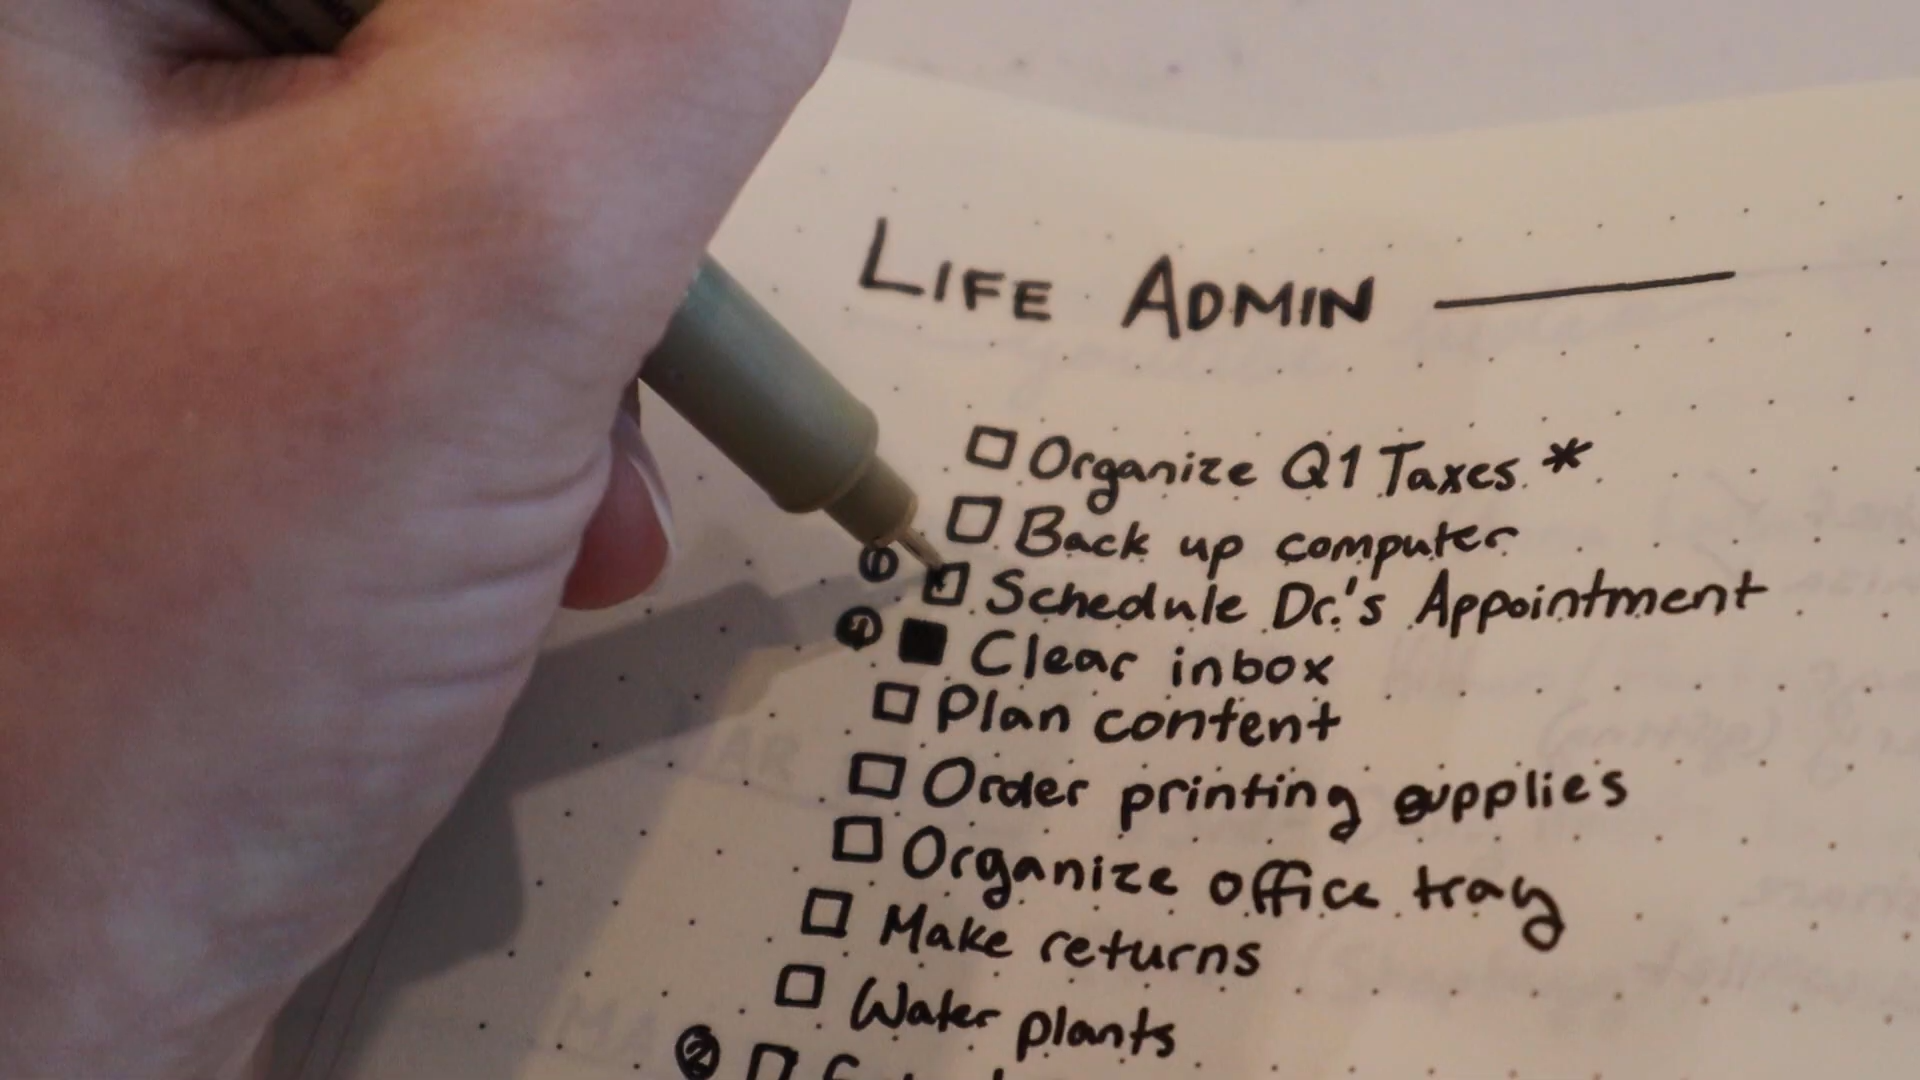 LIFE ADMIN
Organize Q1 Taxes *
Back up computer
Schedule Dr.'s Appointment
Clear inbox
Plan content
Order printing supplies
Organize office tray
Make returns
Water plants
2